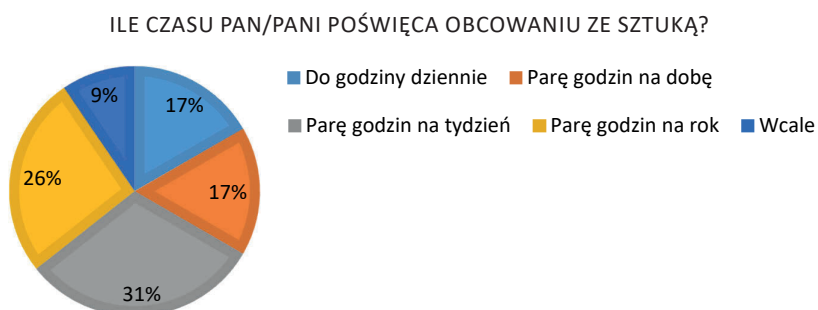 ILE CZASU PAN/PANI POŚWIĘCA OBCOWANIU ZE SZTUKĄ?
Do godziny dziennie Parę godzin na dobę
Parę godzin na tydzień Parę godzin na rok Wcale
9%
17%
26%
17%
31%